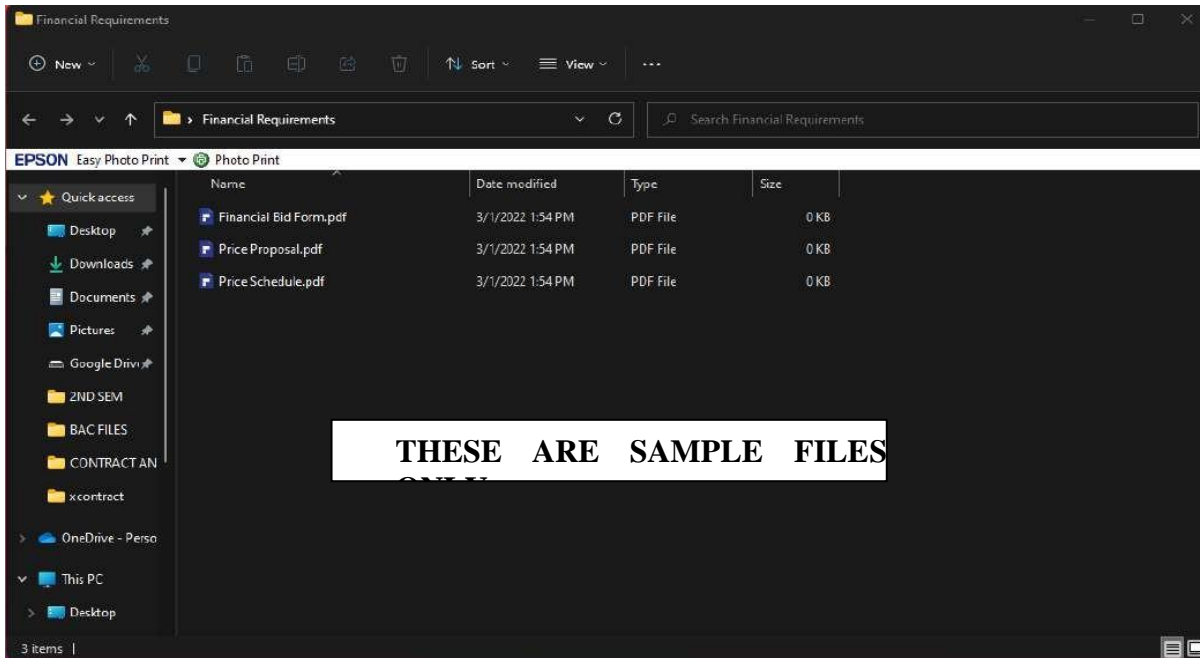 Financial Requirements
New
Sort
View
...
Financial Requirements
Search Financial Requirements
EPSON Easy Photo Print Photo Print
Name Date modified Type Size
Quick access
Financial Bid Form.pdf 3/1/2022 1:54 PM PDF File 0 KB
Desktop
Price Proposal.pdf 3/1/2022 1:54 PM PDF File 0 KB
Downloads
Price Schedule.pdf 3/1/2022 1:54 PM PDF File 0 KB
Documents
Pictures
Google Driv
2ND SEM
BAC FILES
CONTRACT AN
xcontract
THESE ARE SAMPLE FILES
OneDrive - Perso
This PC
Desktop
3 items